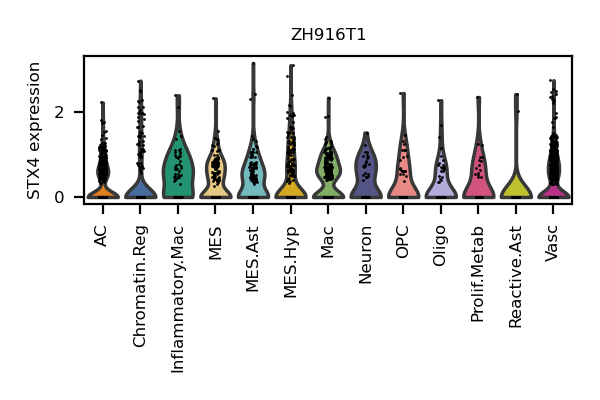 ZH916T1
STX4 expression
2
0
AC
Chromatin.Reg
Inflammatory.Mac
MES
MES.Ast
MES.Hyp
Mac
Neuron
OPC
Oligo
Prolif.Metab
Reactive.Ast
Vasc